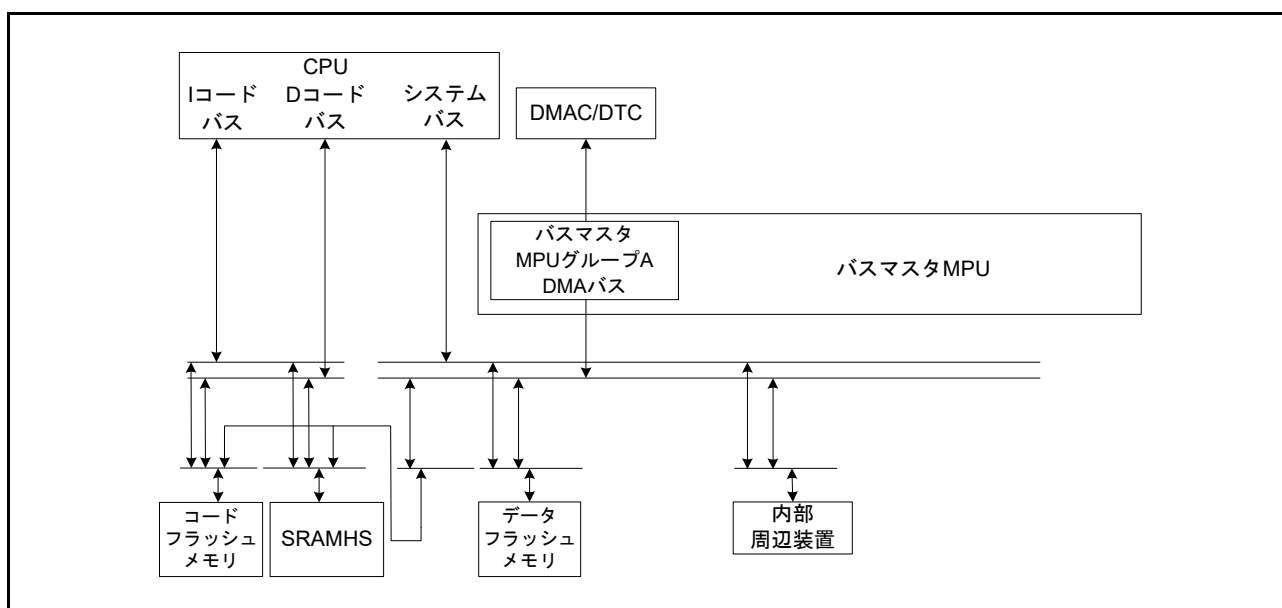 CPU
Iコード
バス
Dコード
バス
システム
バス
DMAC/DTC
バスマスタ
MPUグループA
DMAバス
バスマスタMPU
コード
フラッシュ
メモリ
SRAMHS
データ
フラッシュ
メモリ
内部
周辺装置